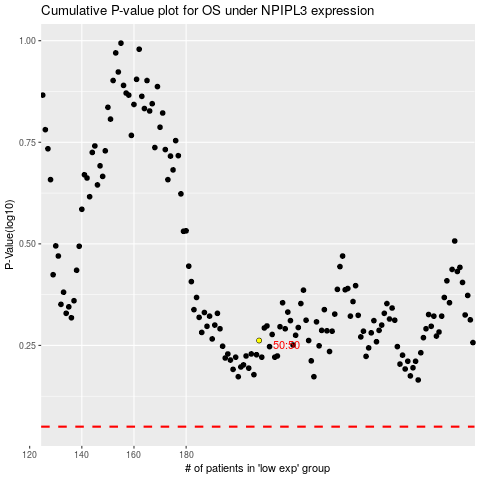 Cumulative P-value plot for OS under NPIPL3 expression
P-Value(log10)
1.00
0.75
0.50
0.25
50:50
120 140 160 180
# of patients in 'low exp' group